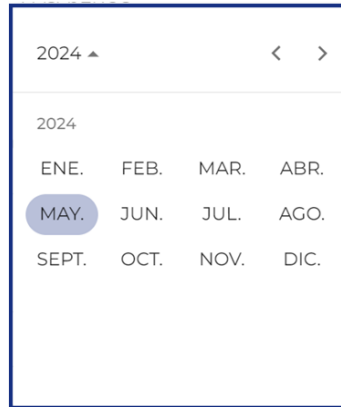 2024
2024
ENE. FEB. MAR. ABR.
MAY. JUN. JUL. AGO.
SEPT. OCT. NOV. DIC.